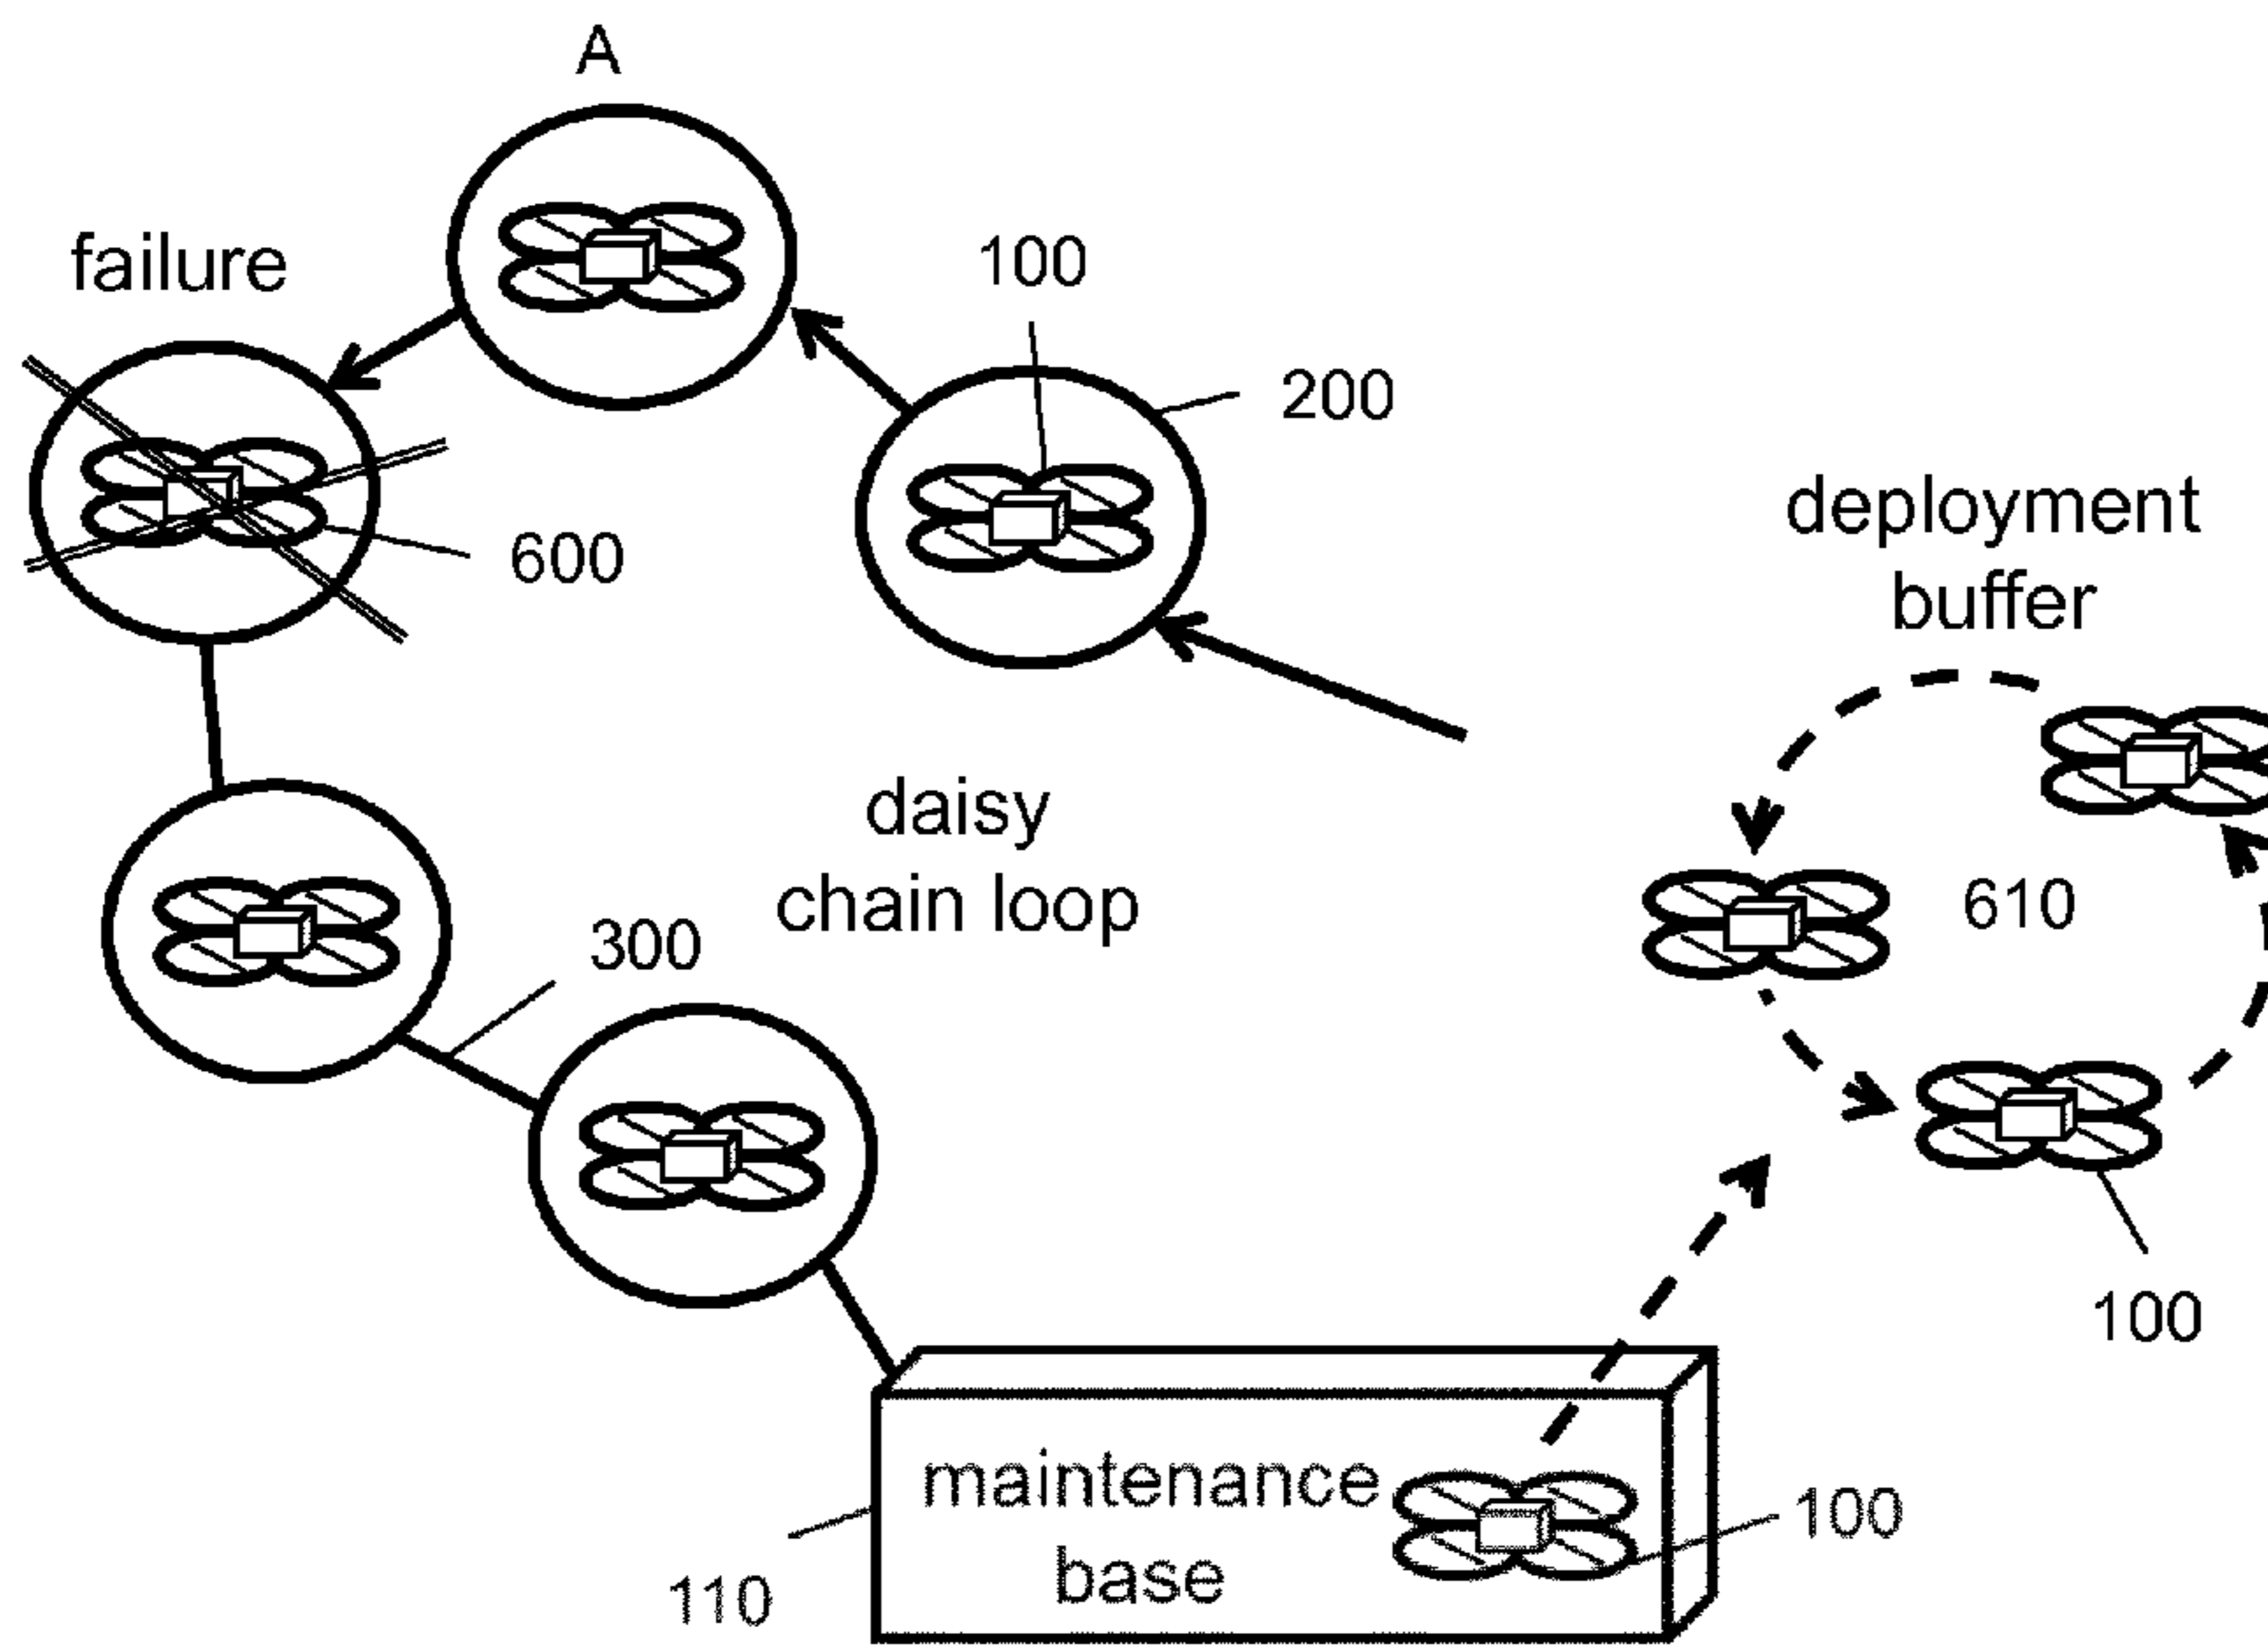 A
failure
100
200
600
deployment
buffer
daisy
chain loop
610
300
100
maintenance
base
100
110